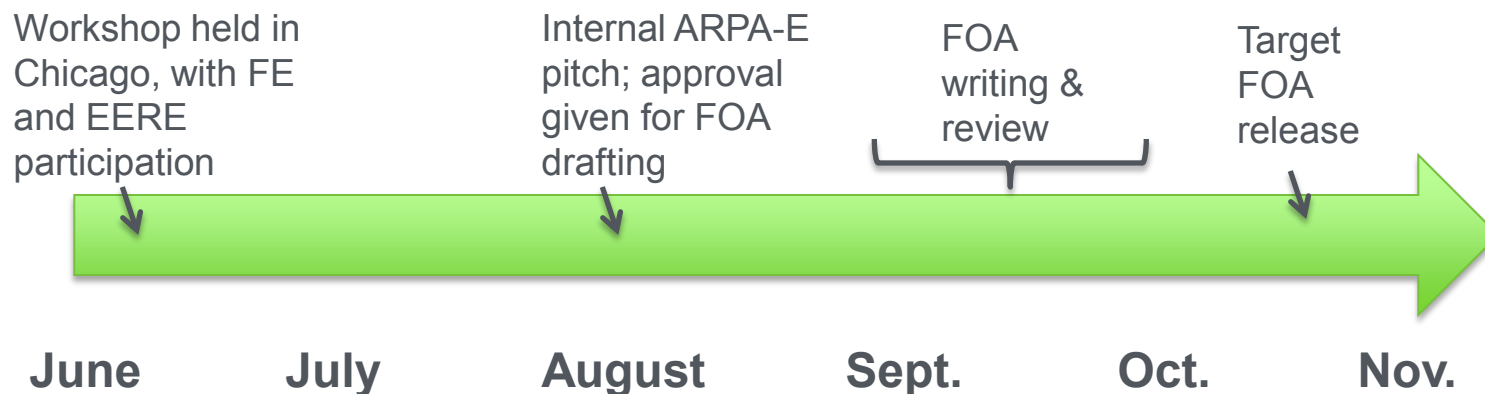 Workshop held in
Chicago, with FE
and EERE
participation
Internal ARPA-E
pitch; approval
given for FOA
drafting
FOA
writing &
review
Target
FOA
release
June July August Sept. Oct. Nov.